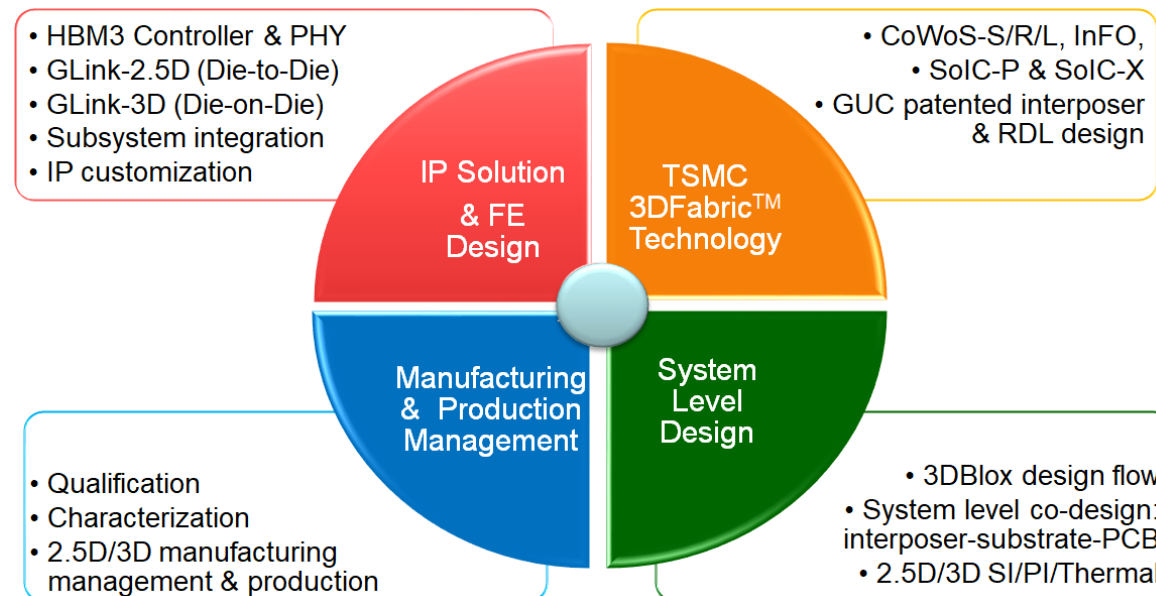 • HBM3 Controller & PHY
• GLink-2.5D (Die-to-Die)
• GLink-3D (Die-on-Die)
• Subsystem integration
• IP customization
• CoWoS-S/R/L, InFO,
• SoIC-P & SoIC-X
• GUC patented interposer
& RDL design
IP Solution
& FE
Design
TSMC
3DFabric™
Technology
Manufacturing
& Production
Management
System
Level
Design
• Qualification
• Characterization
• 2.5D/3D manufacturing
management & production
• 3DBlox design flow
• System level co-design:
interposer-substrate-PCB
• 2.5D/3D SI/PI/Thermal